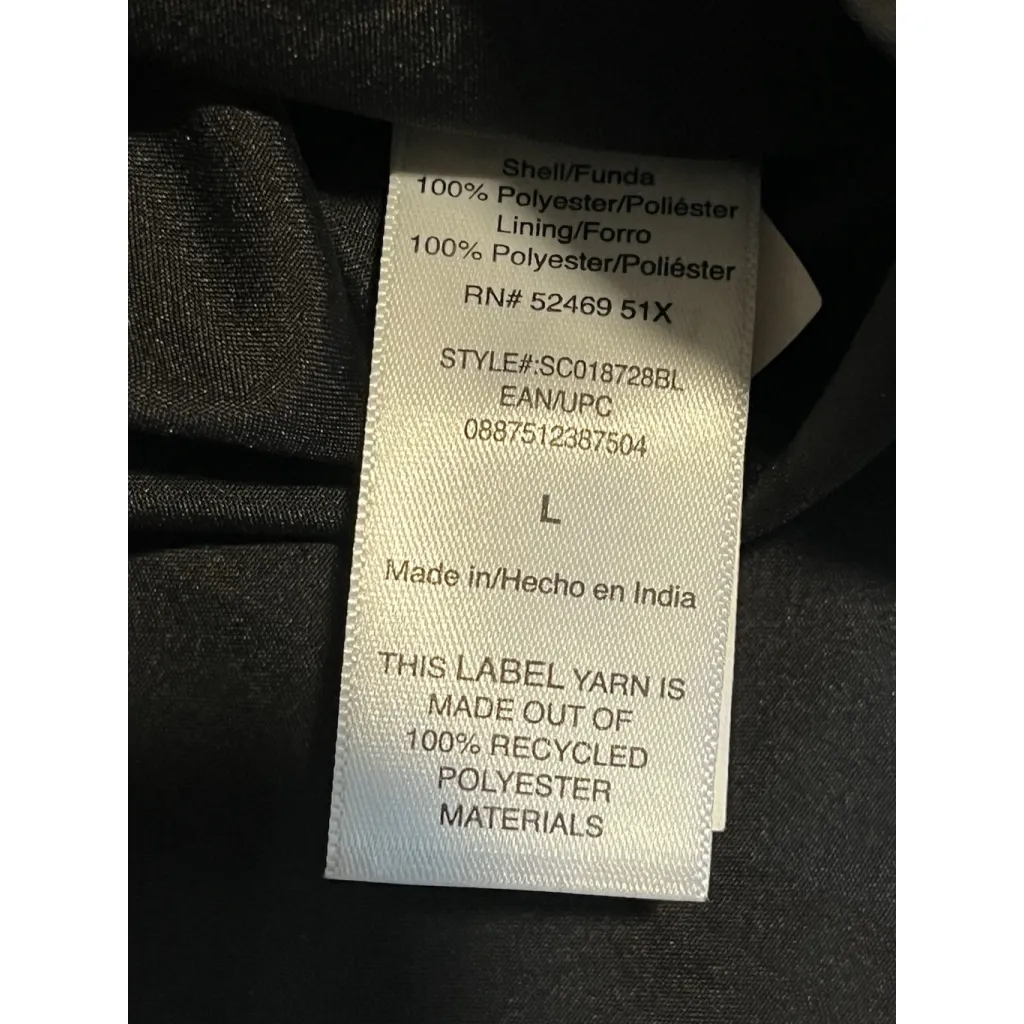 Shell/Funda
100% Polyester/Poliéster
Lining/Forro
100% Polyester/Poliéster
RN# 52469 51X
STYLE#:SC018728BL
EAN/UPC
0887512387504
L
Made in/Hecho en India
THIS LABEL YARN IS
MADE OUT OF
100% RECYCLED
POLYESTER
MATERIALS